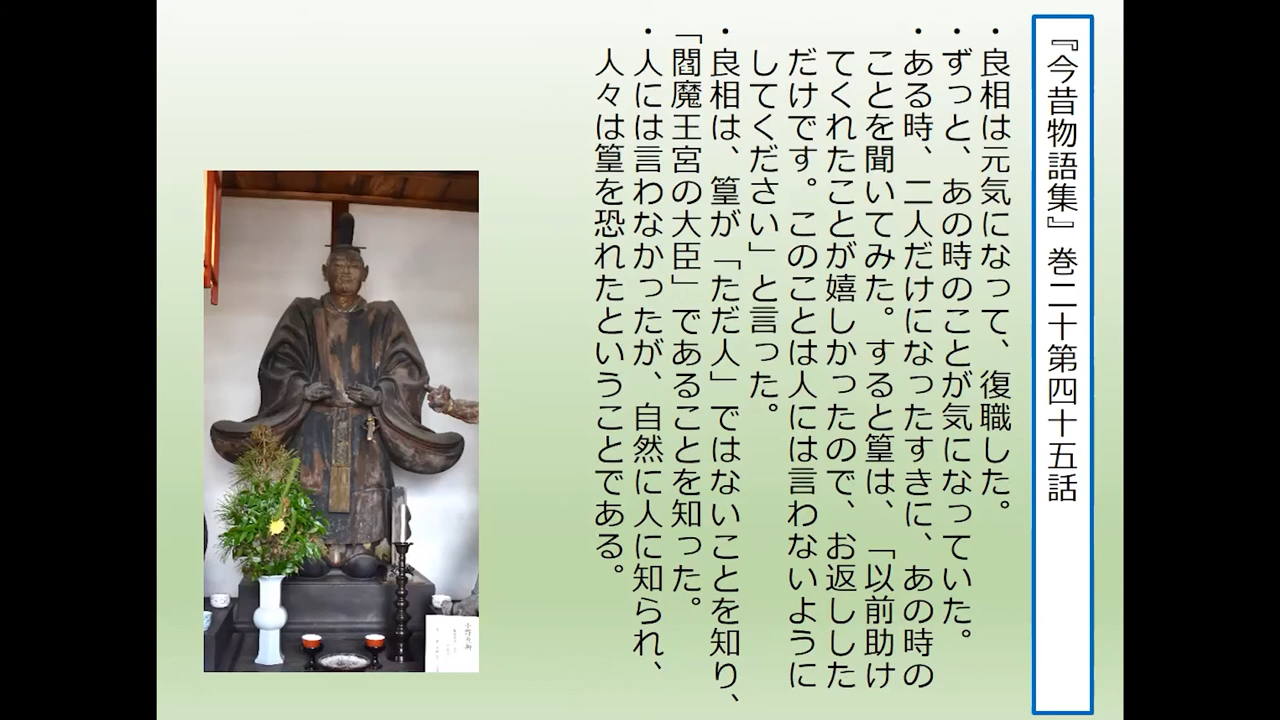 『今昔物語集』巻二十第四十五話
・良相は元気になって、復職した。
・ずっと、あの時のことが気になっていた。
・ある時、二人だけになったすきに、あの時の
ことを聞いてみた。すると篁は、「以前助け
てくれたことが嬉しかったので、お返しした
だけです。このことは人には言わないように
してください」と言った。
・良相は、篁が「ただ人」ではないことを知り、
「閻魔王宮の大臣」であることを知った。
・人には言わなかったが、自然に人に知られ、
人々は篁を恐れたということである。